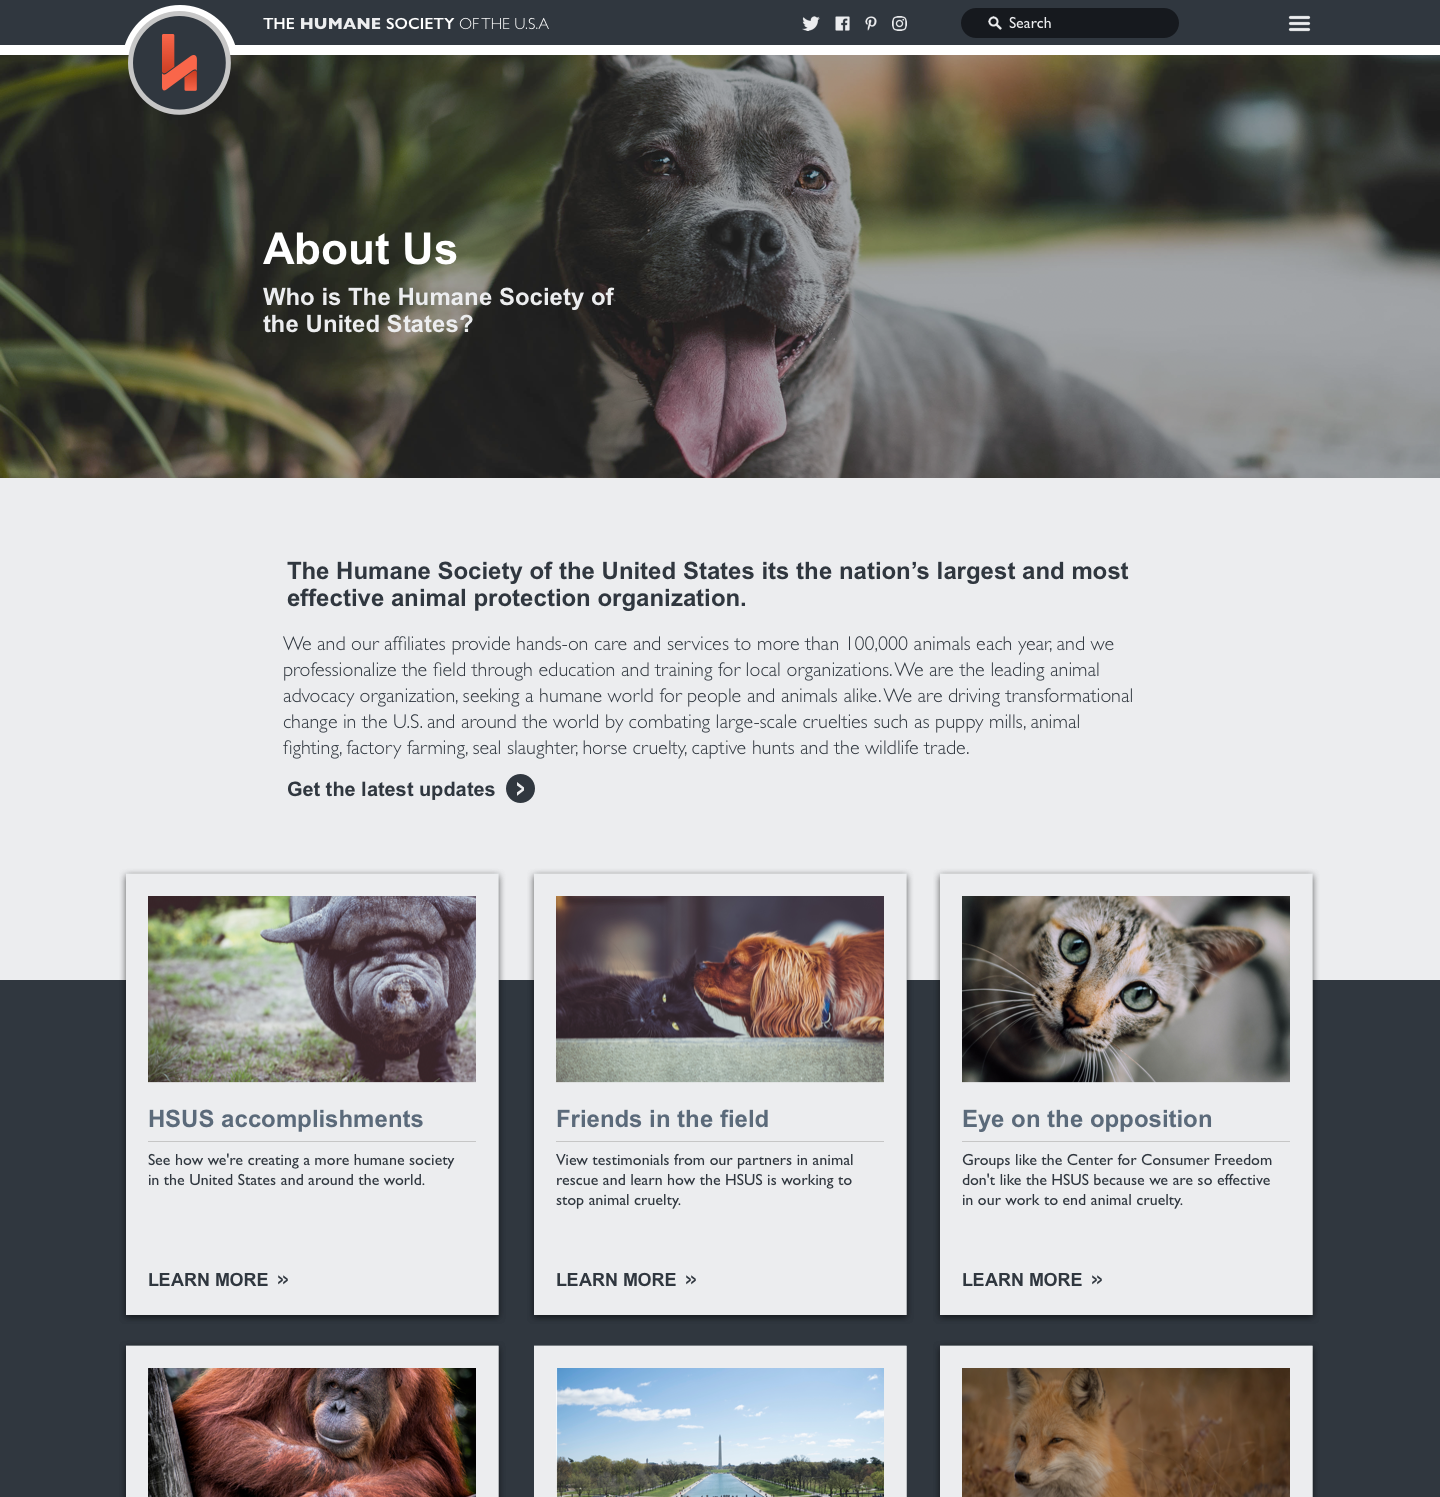 THE HUMANE SOCIETY OF THE U.S.A
Search
About Us
Who is The Humane Society of
the United States?
The Humane Society of the United States its the nation’s largest and most
effective animal protection organization.
We and our affiliates provide hands-on care and services to more than 100,000 animals each year, and we
professionalize the field through education and training for local organizations. We are the leading animal
advocacy organization, seeking a humane world for people and animals alike. We are driving transformational
change in the U.S. and around the world by combating large-scale cruelties such as puppy mills, animal
fighting, factory farming, seal slaughter, horse cruelty, captive hunts and the wildlife trade.
Get the latest updates
HSUS accomplishments
See how we're creating a more humane society
in the United States and around the world.
LEARN MORE »
Friends in the field
View testimonials from our partners in animal
rescue and learn how the HSUS is working to
stop animal cruelty.
LEARN MORE »
Eye on the opposition
Groups like the Center for Consumer Freedom
don't like the HSUS because we are so effective
in our work to end animal cruelty.
LEARN MORE »